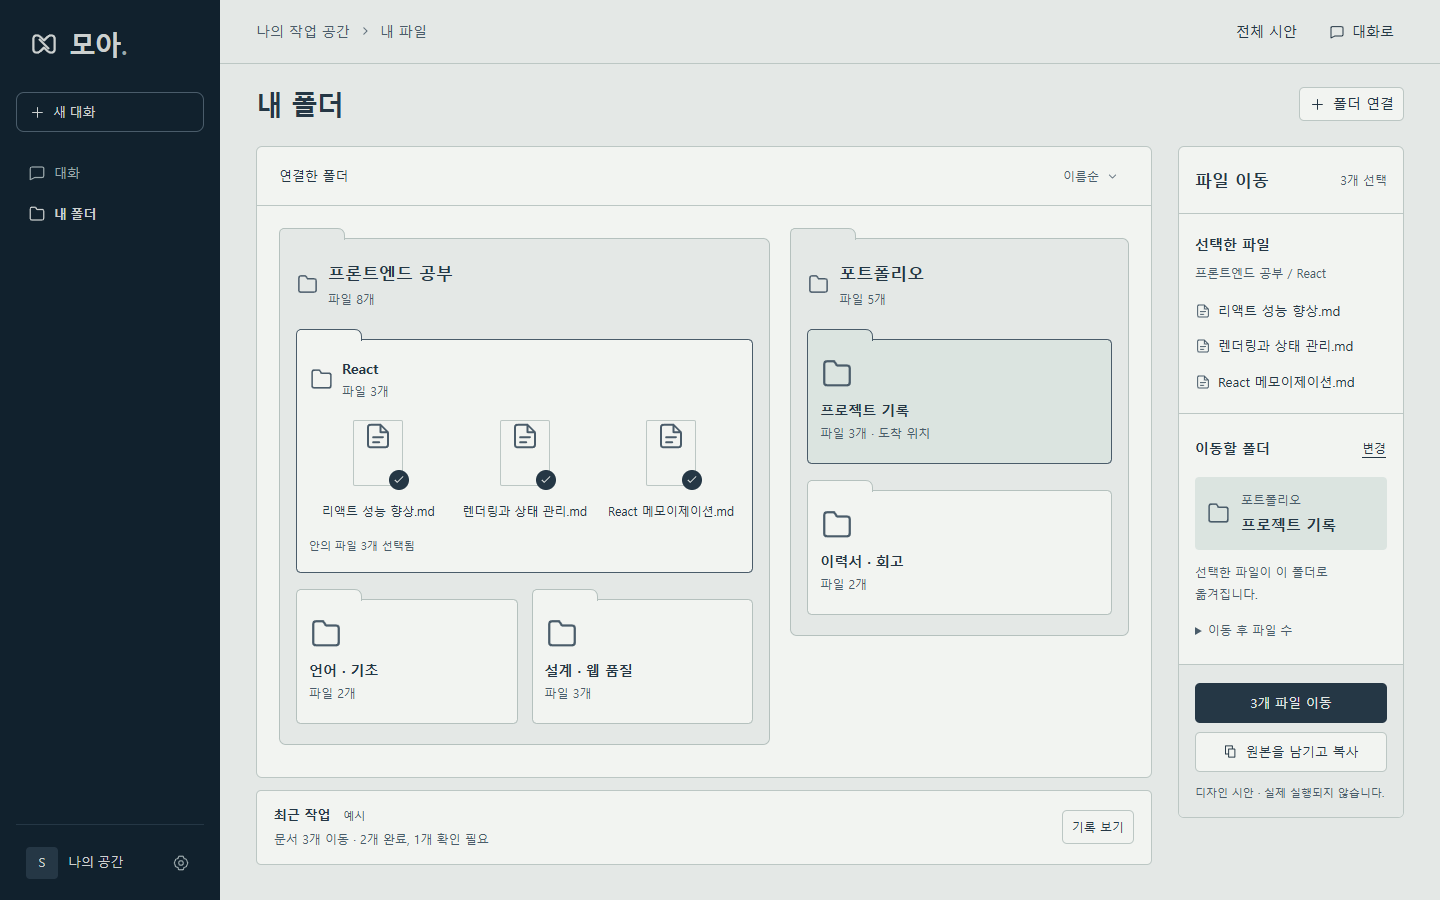 모아.
새 대화
대화
내 폴더
S 나의 공간
나의 작업 공간 > 내 파일
전체 시안
대화로
내 폴더
폴더 연결
연결한 폴더
이름순
프론트엔드 공부
파일 8개
React
파일 3개
리액트 성능 향상.md
렌더링과 상태 관리.md
React 메모이제이션.md
안의 파일 3개 선택됨
언어 · 기초
파일 2개
설계 · 웹 품질
파일 3개
포트폴리오
파일 5개
프로젝트 기록
파일 3개 · 도착 위치
이력서 · 회고
파일 2개
최근 작업 예시
문서 3개 이동 · 2개 완료, 1개 확인 필요
기록 보기
파일 이동
3개 선택
선택한 파일
프론트엔드 공부 / React
리액트 성능 향상.md
렌더링과 상태 관리.md
React 메모이제이션.md
이동할 폴더
변경
포트폴리오
프로젝트 기록
선택한 파일이 이 폴더로
옮겨집니다.
이동 후 파일 수
3개 파일 이동
원본을 남기고 복사
디자인 시안 · 실제 실행되지 않습니다.